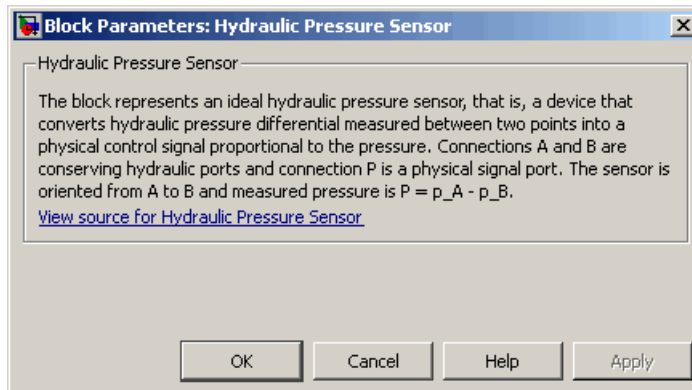 Block Parameters: Hydraulic Pressure Sensor
Hydraulic Pressure Sensor
The block represents an ideal hydraulic pressure sensor, that is, a device that
converts hydraulic pressure differential measured between two points into a
physical control signal proportional to the pressure. Connections A and B are
conserving hydraulic ports and connection P is a physical signal port. The sensor is
oriented from A to B and measured pressure is P = p_A - p_B.
View source for Hydraulic Pressure Sensor
OK Cancel Help Apply